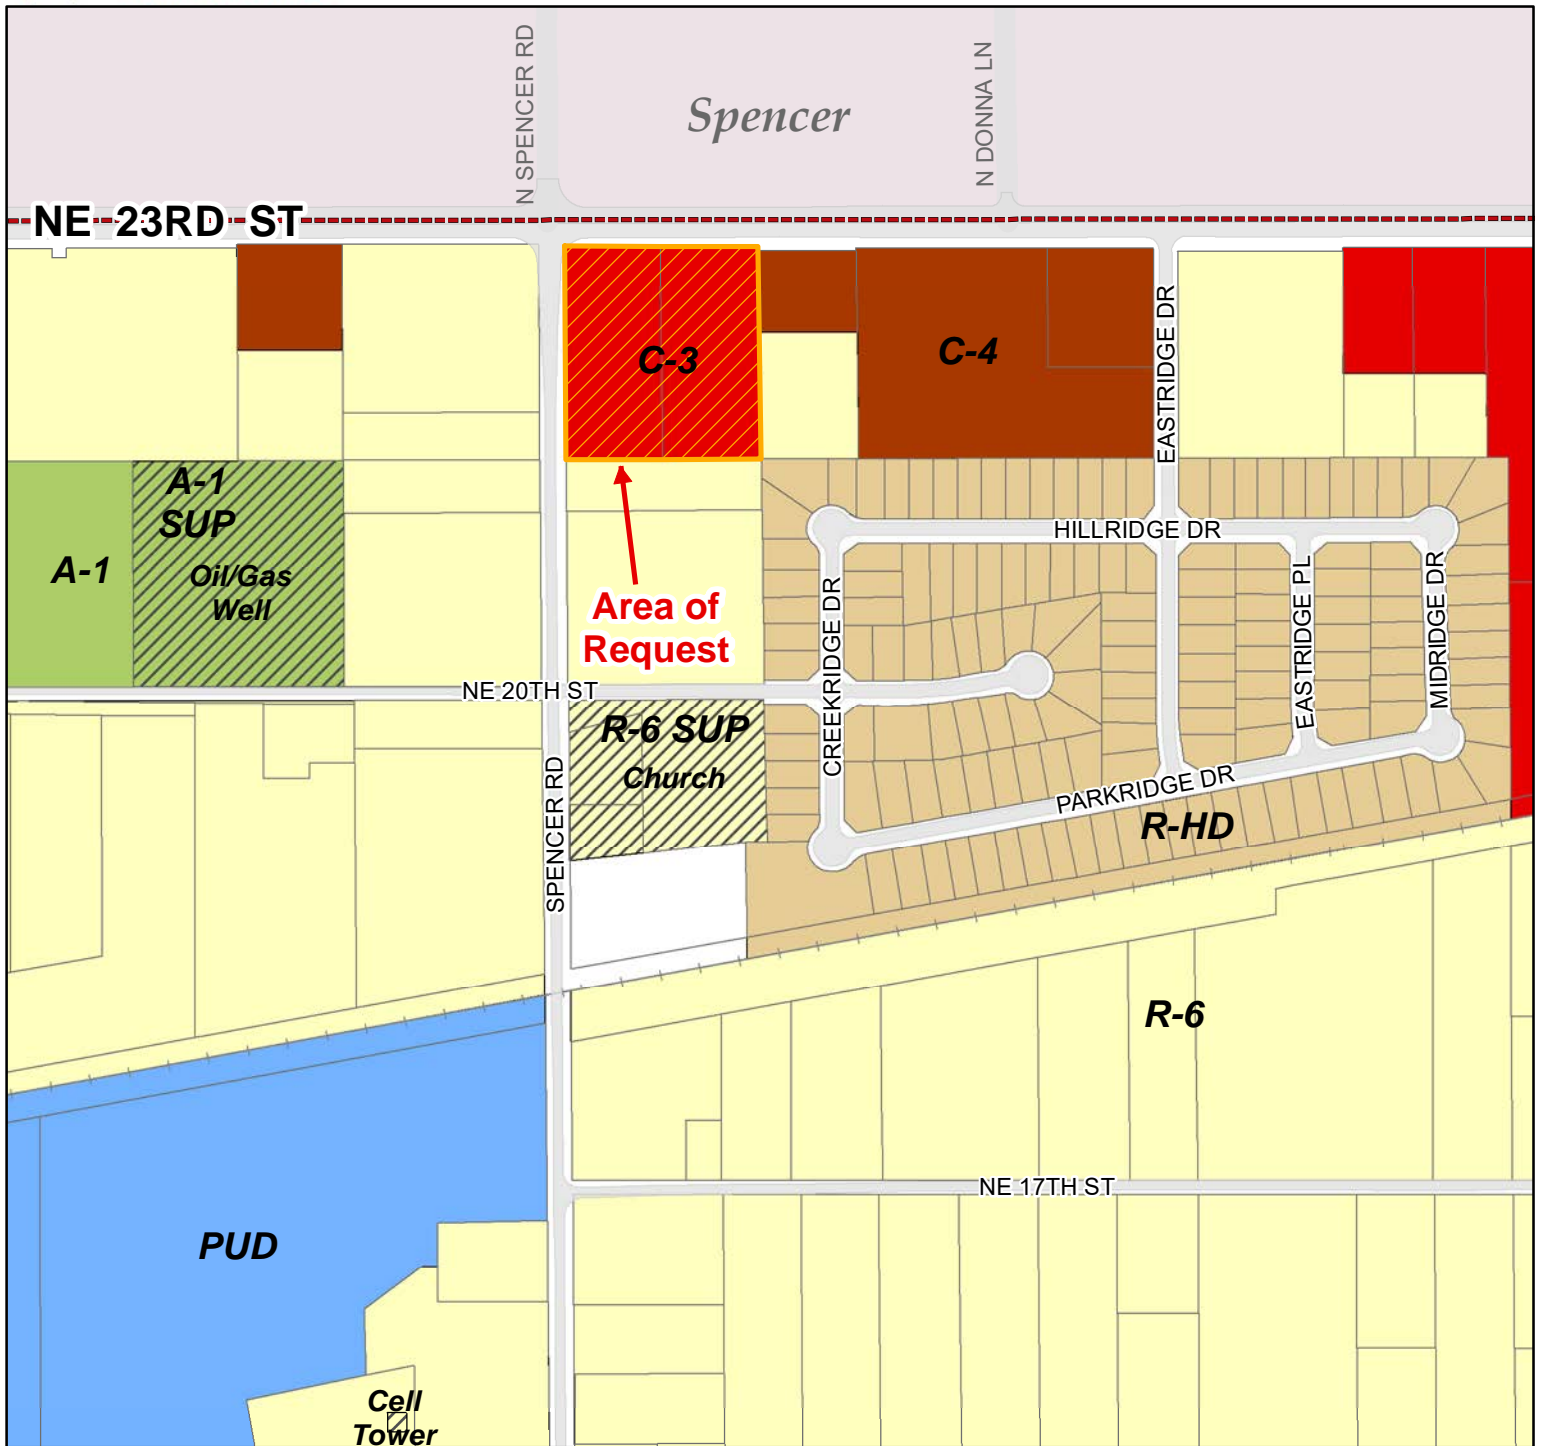 N SPENCER RD
Spencer
N DONNA LN
NE 23RD ST
C-3
C-4
EASTRIDGE DR
A-1
SUP
Oil/Gas
Well
A-1
HILLRIDGE DR
Area of
Request
CREEKRIDGE DR
EASTRIDGE PL
MIDRIDGE DR
NE 20TH ST
R-6 SUP
Church
SPENCER RD
PARKRIDGE DR
R-HD
R-6
NE 17TH ST
PUD
Cell
Tower